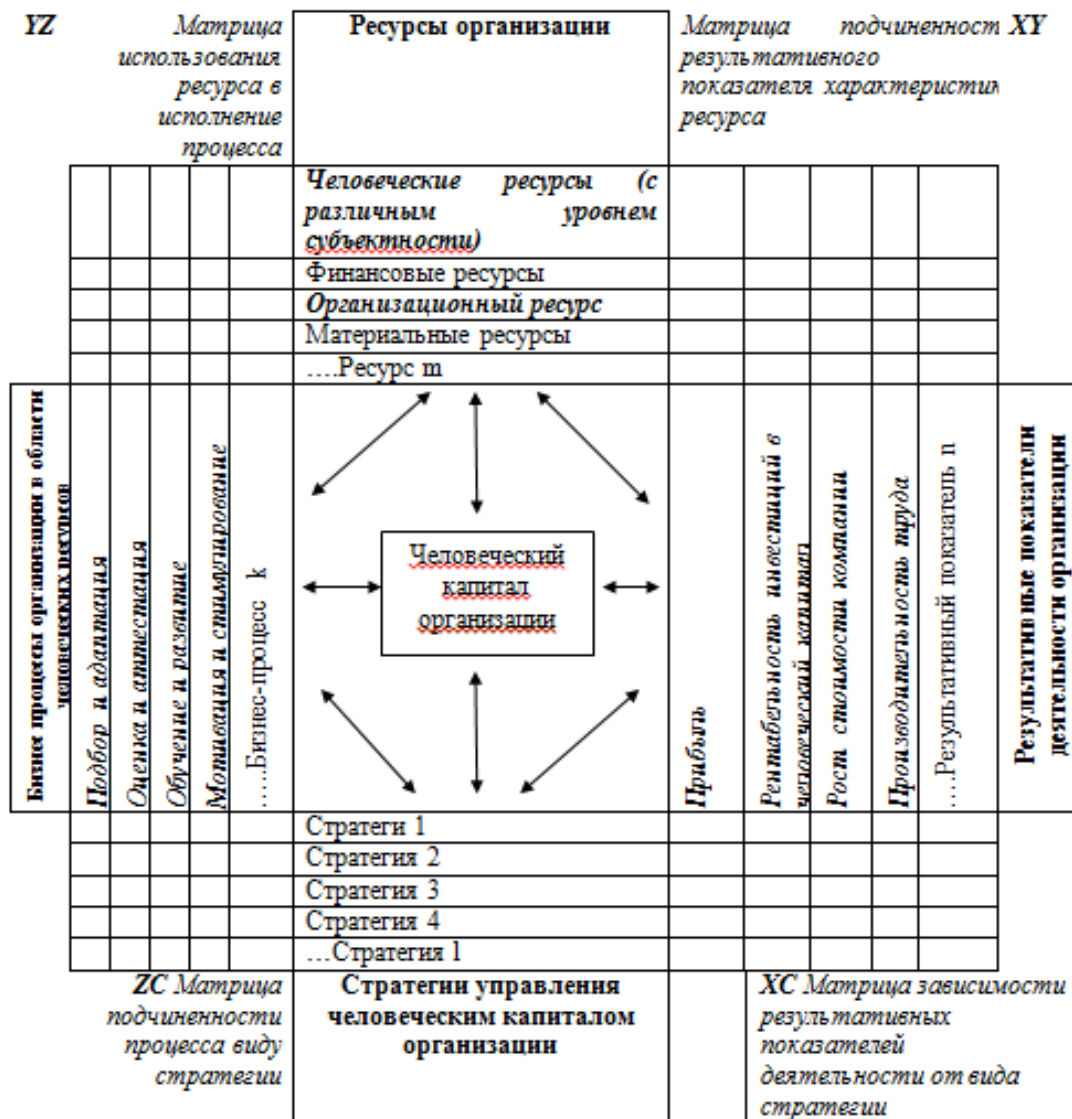 YZ
Матрица
использования
ресурса в
исполнение
процесса
Ресурсы организации
Матрица подчиненност
результативного
показателя характеристик
ресурса
XY
Человеческие ресурсы (с
различным уровнем
субъектности)
Финансовые ресурсы
Организационный ресурс
Материальные ресурсы
….Ресурс m
Бизнес процессы организации в области
человеческих ресурсов
Подбор и адаптация
Оценка и аттестация
Обучение и развитие
Мотивация и стимулирование
…..Бизнес-процесс k
Человеческий
капитал
организации
Прибыль
Рентабельность инвестиций в
человеческий капитал
Рост стоимости компании
Производительность труда
….Результативный показатель n
Результативные показатели
деятельности организации
Стратеги 1
Стратегия 2
Стратегия 3
Стратегия 4
…Стратегия l
ZC Матрица
подчиненности
процесса виду
стратегии
Стратегии управления
человеческим капиталом
организации
XC Матрица зависимости
результативных
показателей
деятельности от вида
стратегии